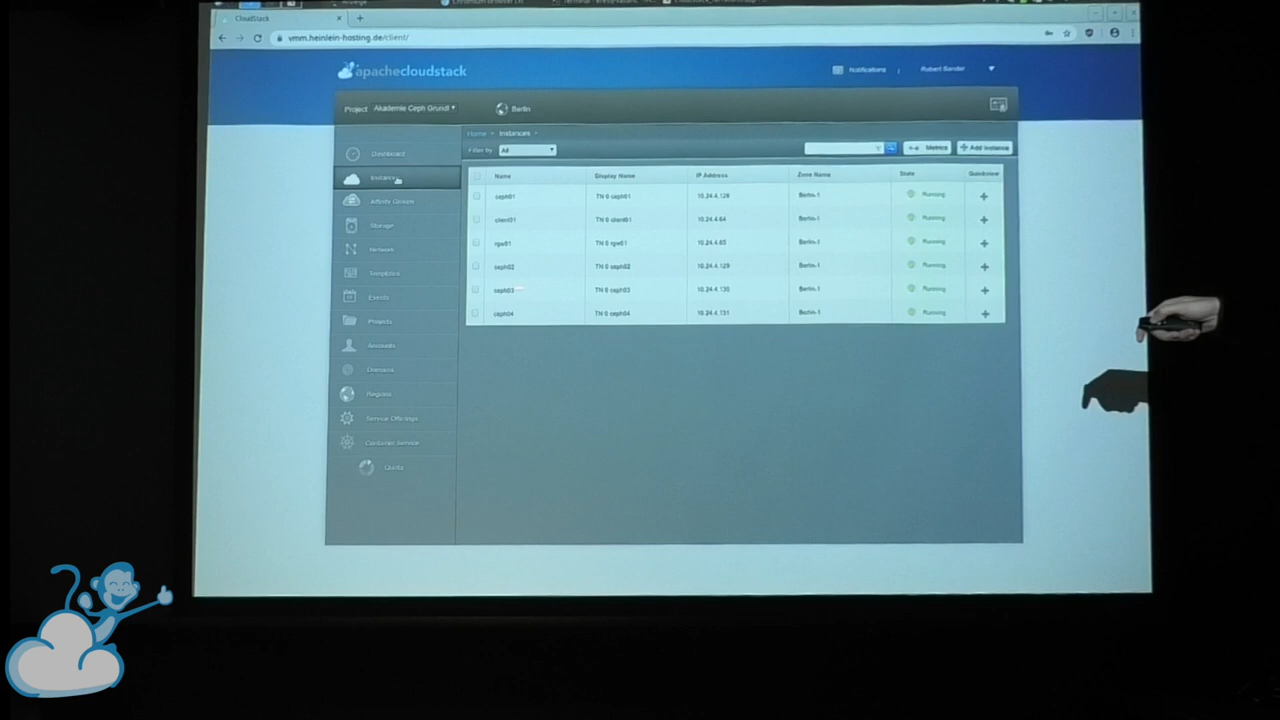 CloudStack
vmm.heinlein-hosting.de/client/
apachecloudstack
Notifications
Robert Sander
Project Akademie Ceph Grundl
Berlin
Home > Instances >
Filter by All
Metrics
Add Instance
Dashboard
Instances
Affinity Groups
Storage
Network
Templates
Events
Projects
Accounts
Domains
Regions
Service Offerings
Container Service
Quota
Name Display Name IP Address Zone Name State Quickview
ceph01 TN 0 ceph01 10.24.4.128 Berlin-1 Running
client01 TN 0 client01 10.24.4.64 Berlin-1 Running
rgw01 TN 0 rgw01 10.24.4.65 Berlin-1 Running
ceph02 TN 0 ceph02 10.24.4.129 Berlin-1 Running
ceph03 TN 0 ceph03 10.24.4.130 Berlin-1 Running
ceph04 TN 0 ceph04 10.24.4.131 Berlin-1 Running